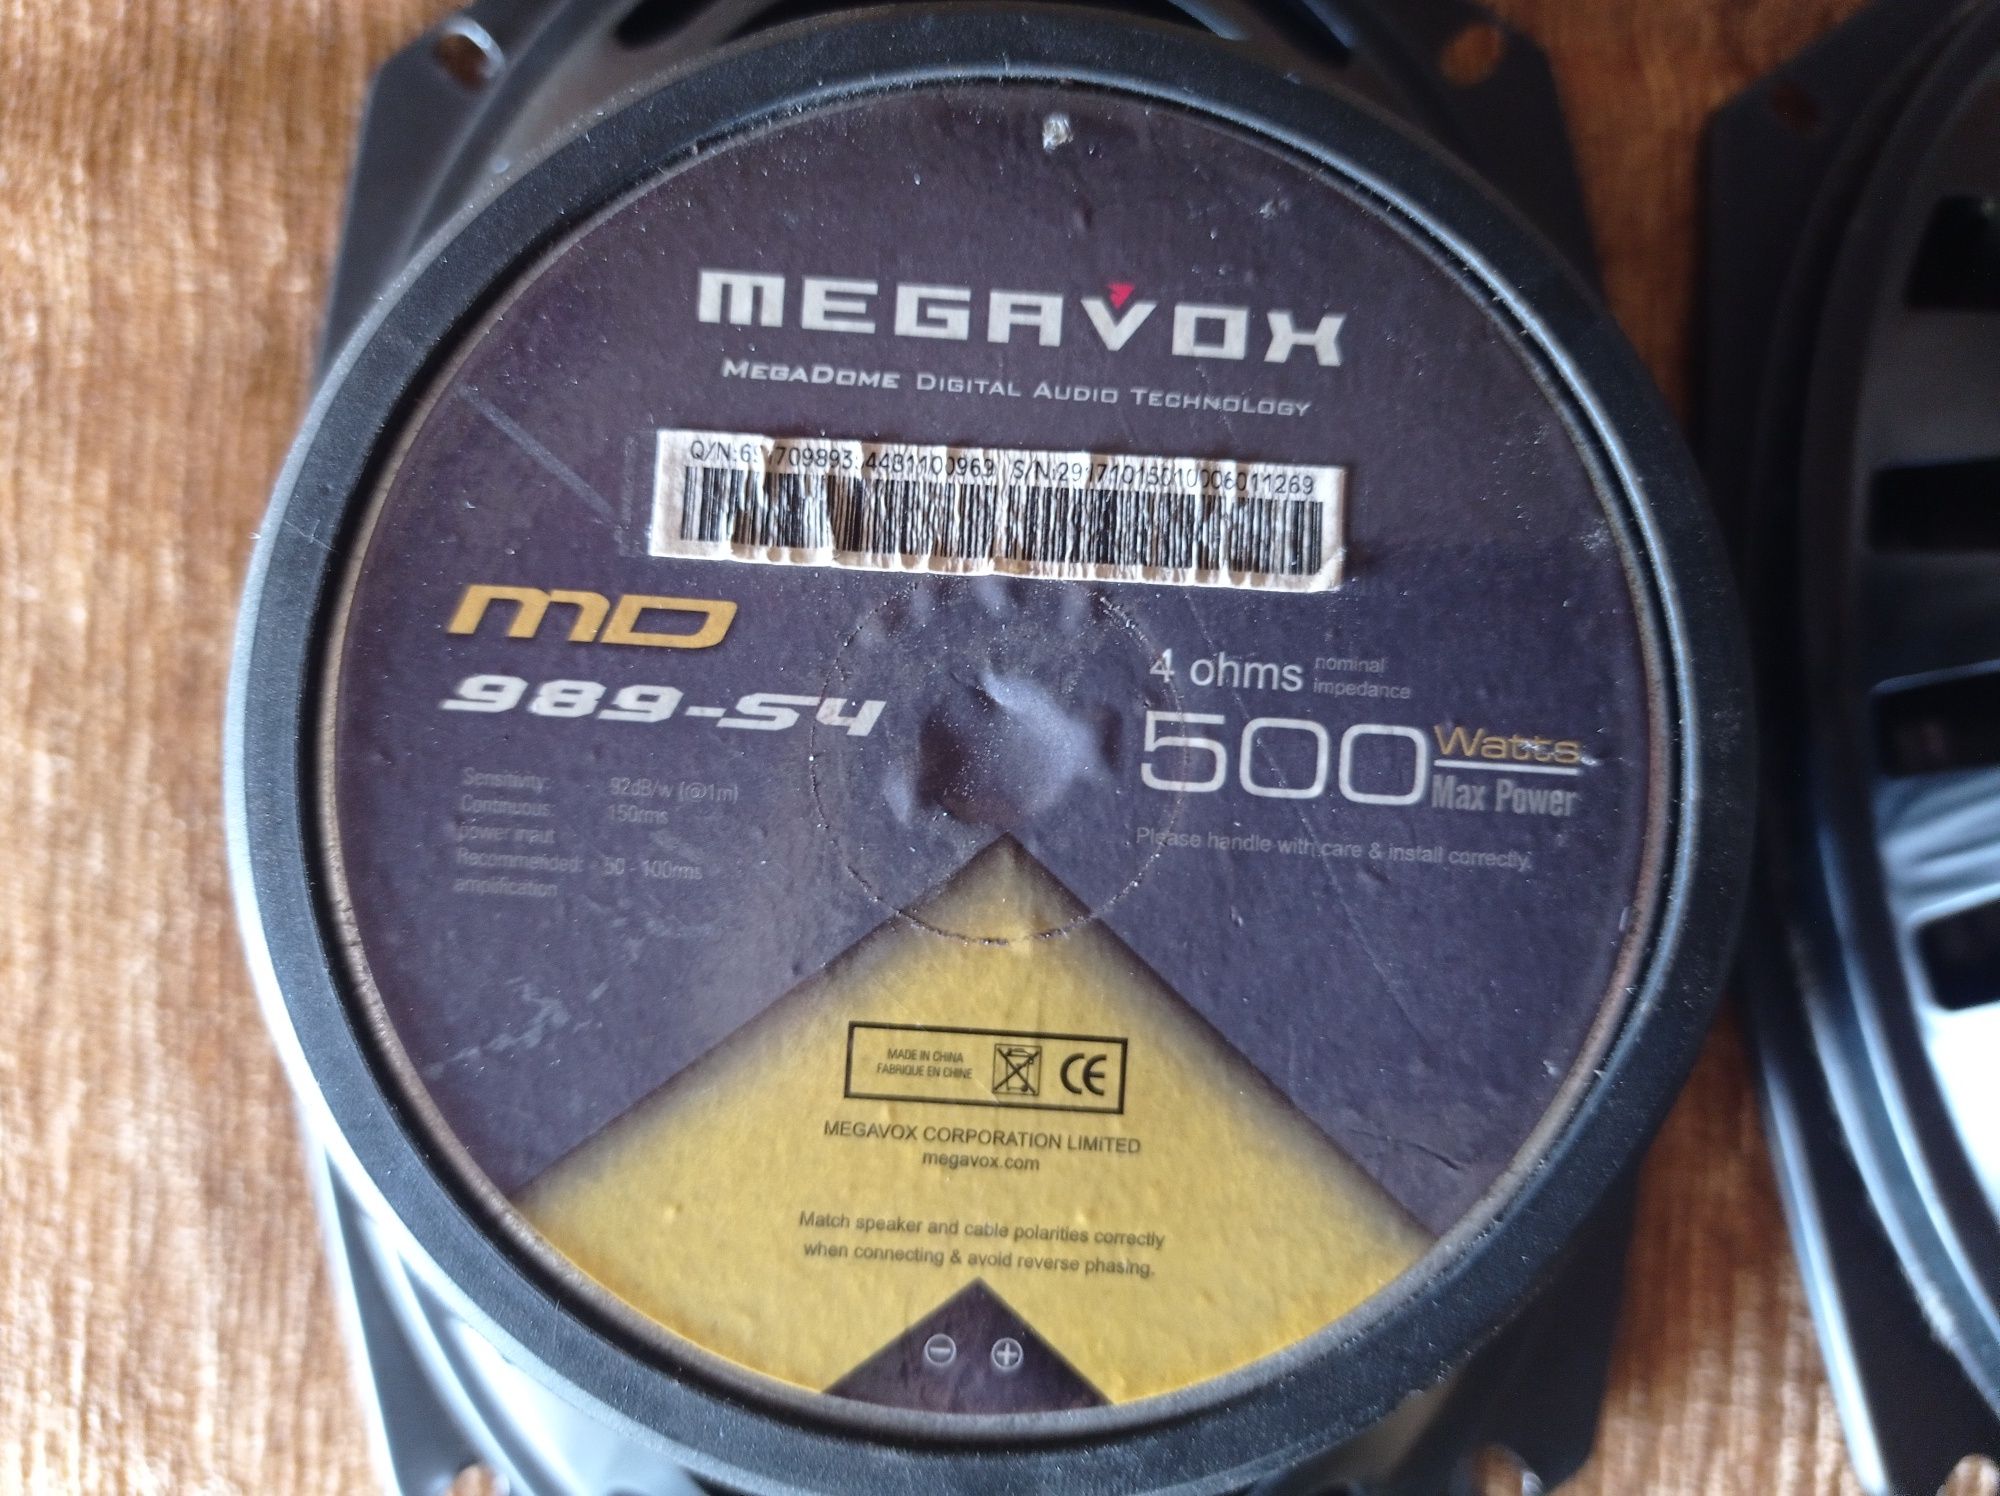 MEGAVOX
MEGADOME DIGITAL AUDIO TECHNOLOGY
S/N:29171015010006011269
MD
989-S4
4 ohms nominal impedance
500 Watts Max Power
Sensitivity: 92dB/w (@1m)
Continuous: 150rms
power input
Recommended: 50 - 100rms
amplification
Please handle with care & install correctly.
MADE IN CHINA
FABRIQUE EN CHINE
CE
MEGAVOX CORPORATION LIMITED
megavox.com
Match speaker and cable polarities correctly
when connecting & avoid reverse phasing.
- +